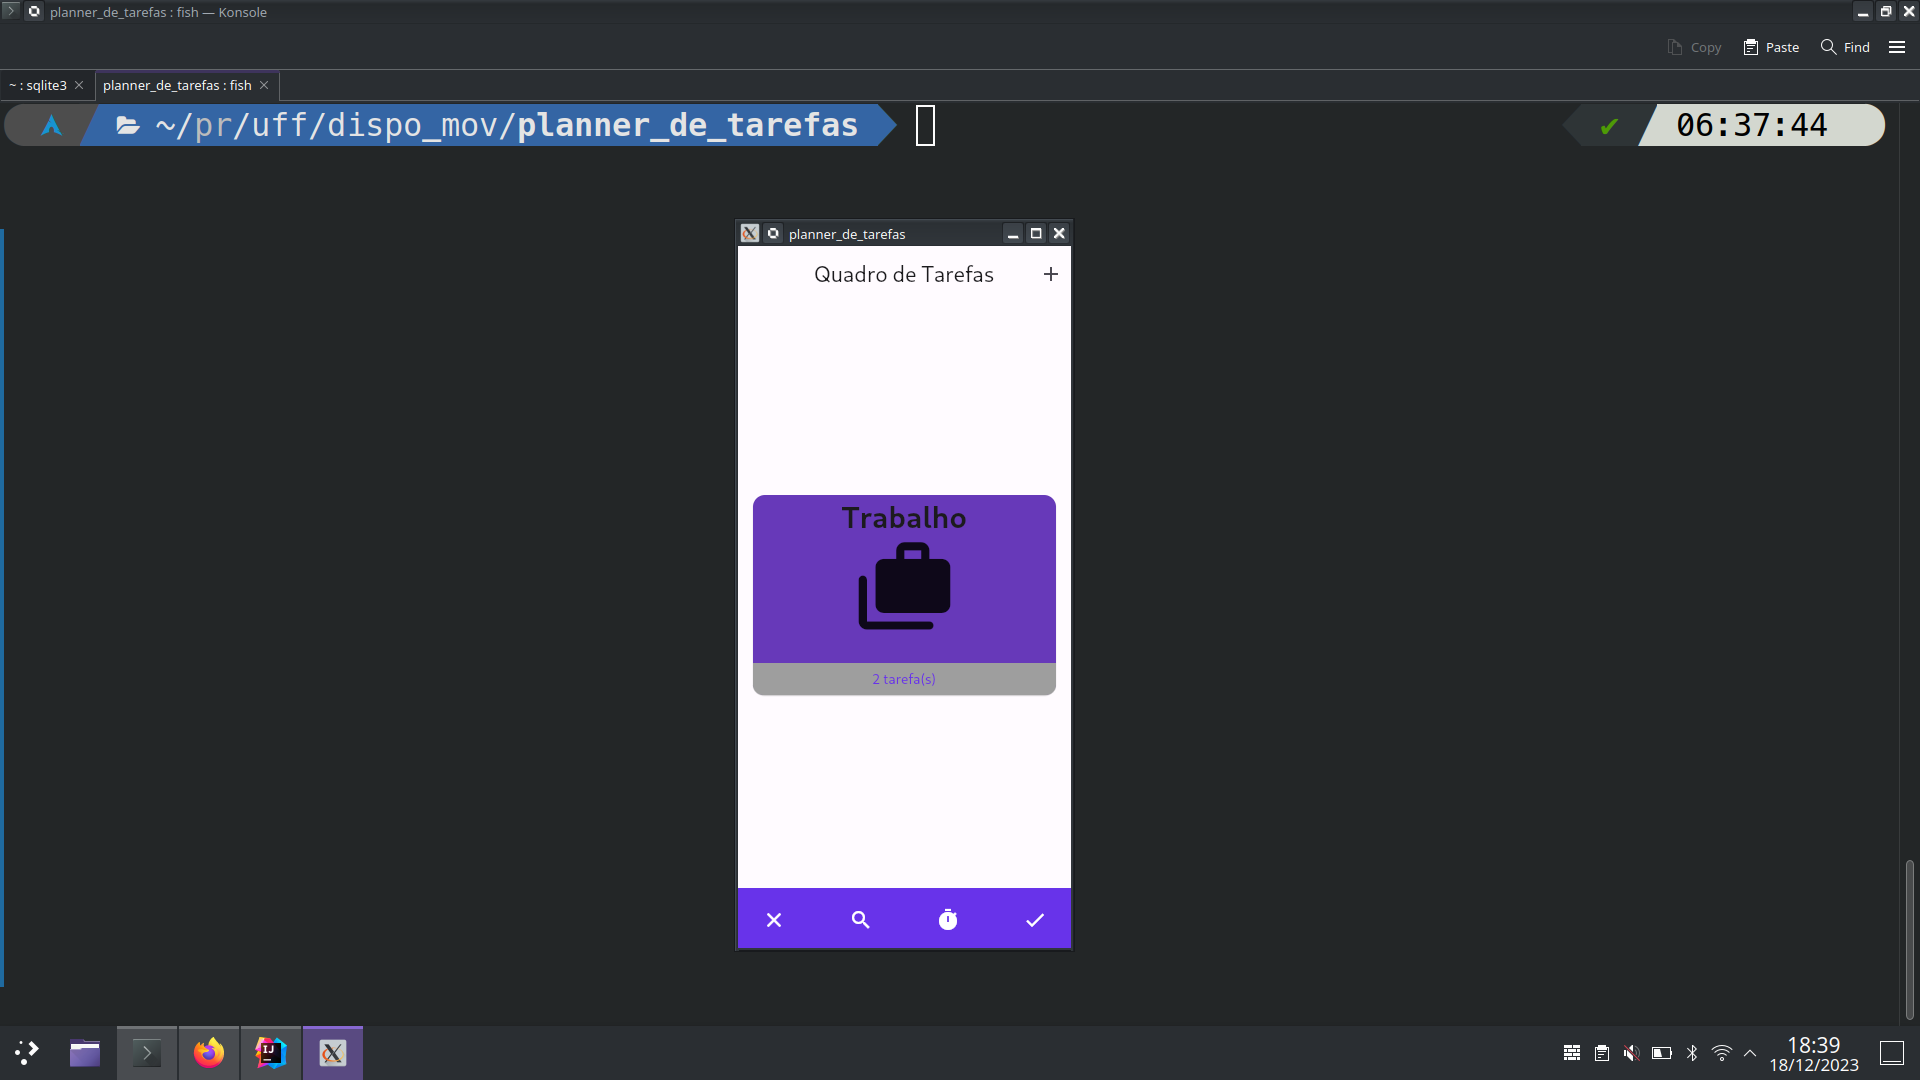 planner_de_tarefas : fish — Konsole
Copy Paste Find
~ : sqlite3 planner_de_tarefas : fish
~/pr/uff/dispo_mov/planner_de_tarefas 06:37:44
planner_de_tarefas
Quadro de Tarefas
Trabalho
2 tarefa(s)
IJ
18:39
18/12/2023